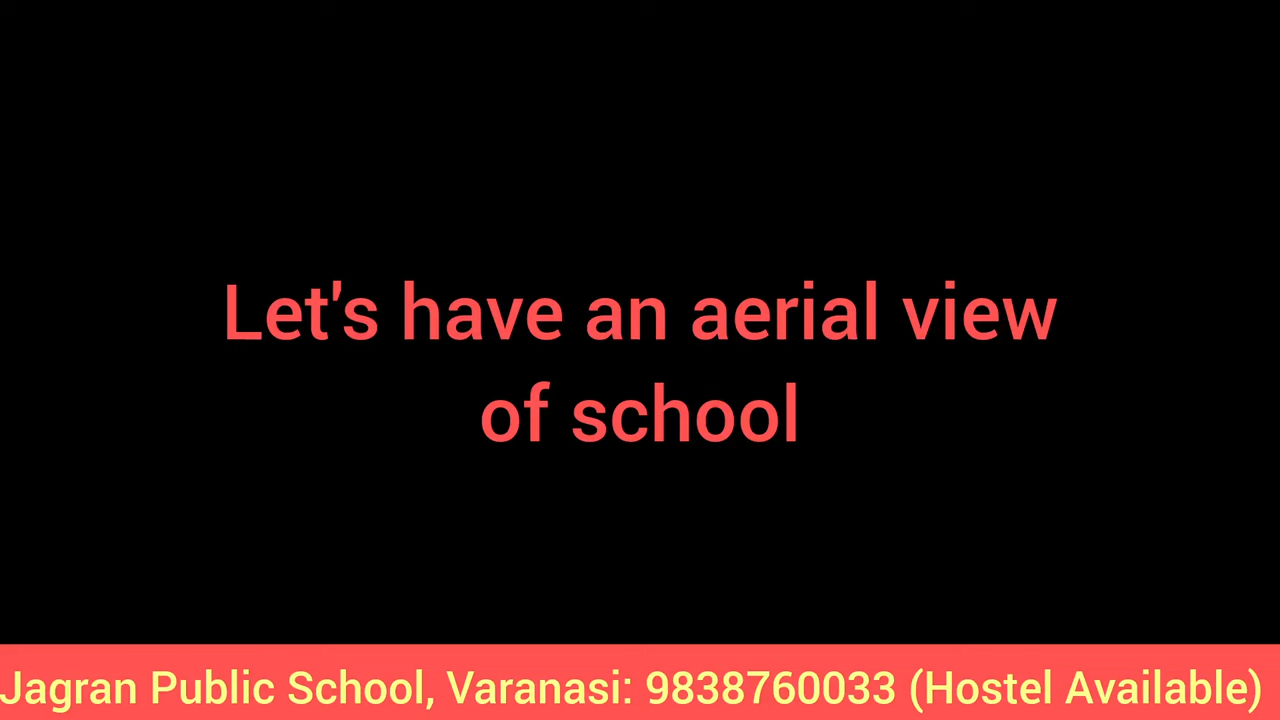 Let's have an aerial view
of school
Jagran Public School, Varanasi: 9838760033 (Hostel Available)